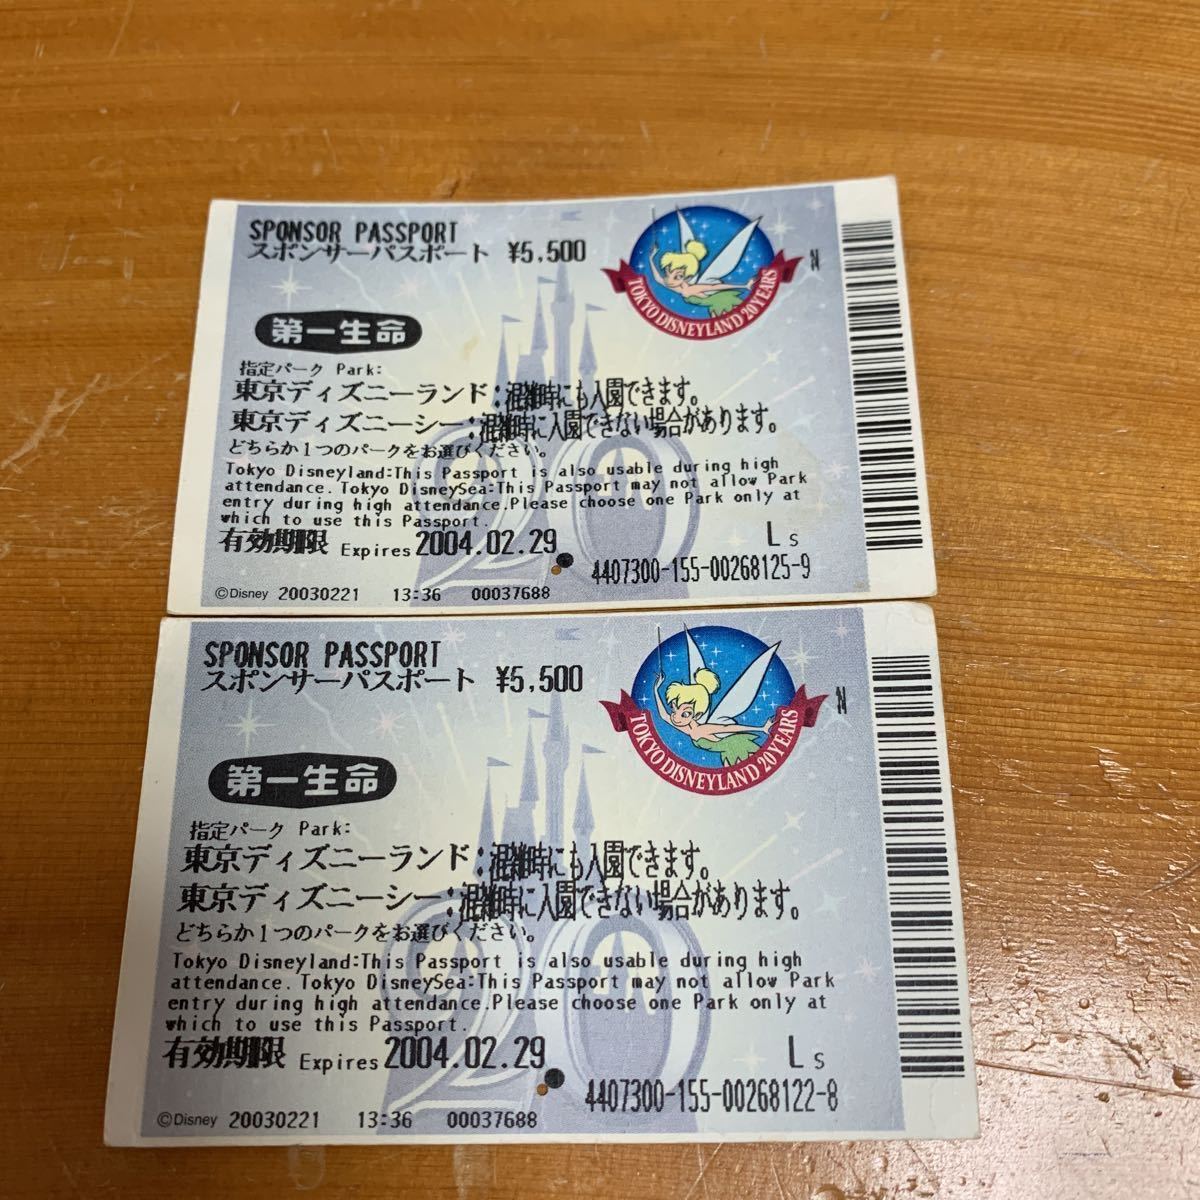 SPONSOR PASSPORT
スポンサーパスポート ¥5,500
TOKYO DISNEYLAND 20 YEARS
N
第一生命
指定パーク Park:
東京ディズニーランド:混雑時にも入園できます。
東京ディズニーシー:混雑時に入園できない場合があります。
どちらか1つのパークをお選びください。
Tokyo Disneyland:This Passport is also usable during high
attendance. Tokyo DisneySea:This Passport may not allow Park
entry during high attendance.Please choose one Park only at
which to use this Passport.
有効期限 Expires 2004.02.29 L s
4407300-155-00268125-9
©Disney 20030221 13:36 00037688
SPONSOR PASSPORT
スポンサーパスポート ¥5,500
TOKYO DISNEYLAND 20 YEARS
N
第一生命
指定パーク Park:
東京ディズニーランド:混雑時にも入園できます。
東京ディズニーシー:混雑時に入園できない場合があります。
どちらか1つのパークをお選びください。
Tokyo Disneyland:This Passport is also usable during high
attendance. Tokyo DisneySea:This Passport may not allow Park
entry during high attendance.Please choose one Park only at
which to use this Passport.
有効期限 Expires 2004.02.29 L s
4407300-155-00268122-8
©Disney 20030221 13:36 00037688